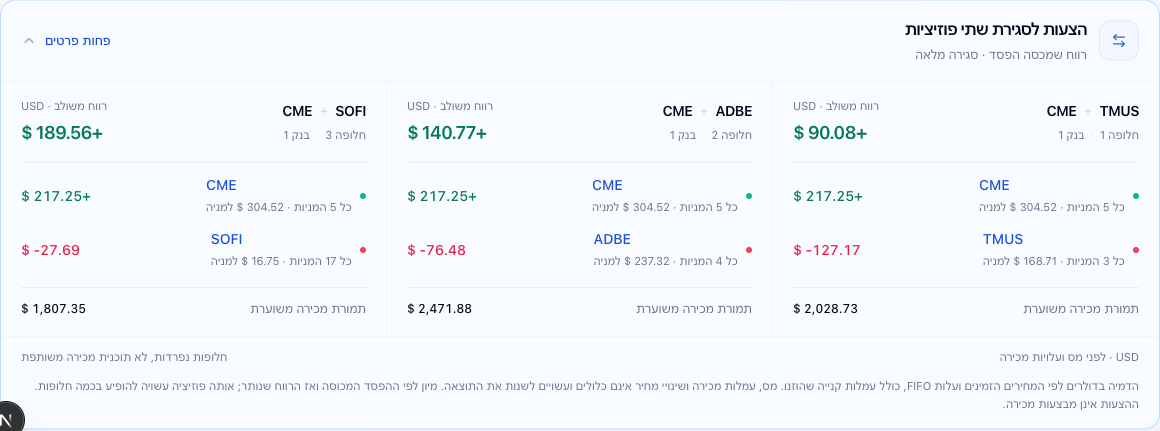 הצעות לסגירת שתי פוזיציות
רווח שמכסה הפסד · סגירה מלאה
פחות פרטים
TMUS + CME
חלופה 1 · בנק 1
רווח משולב · USD
$ 90.08+
CME
כל 5 המניות · 304.52 $ למניה
$ 217.25+
TMUS
כל 3 המניות · 168.71 $ למניה
$ -127.17
תמורת מכירה משוערת
$ 2,028.73
ADBE + CME
חלופה 2 · בנק 1
רווח משולב · USD
$ 140.77+
CME
כל 5 המניות · 304.52 $ למניה
$ 217.25+
ADBE
כל 4 המניות · 237.32 $ למניה
$ -76.48
תמורת מכירה משוערת
$ 2,471.88
SOFI + CME
חלופה 3 · בנק 1
רווח משולב · USD
$ 189.56+
CME
כל 5 המניות · 304.52 $ למניה
$ 217.25+
SOFI
כל 17 המניות · 16.75 $ למניה
$ -27.69
תמורת מכירה משוערת
$ 1,807.35
USD · לפני מס ועלויות מכירה
חלופות נפרדות, לא תוכנית מכירה משותפת
הדמיה בדולרים לפי המחירים הזמינים ועלות FIFO, כולל עמלות קנייה שהוזנו. מס, עמלות מכירה ושינויי מחיר אינם כלולים ועשויים לשנות את התוצאה. מיון לפי ההפסד המכוסה ואז הרווח שנותר; אותה פוזיציה עשויה להופיע בכמה חלופות.
ההצעות אינן מבצעות מכירה.
N